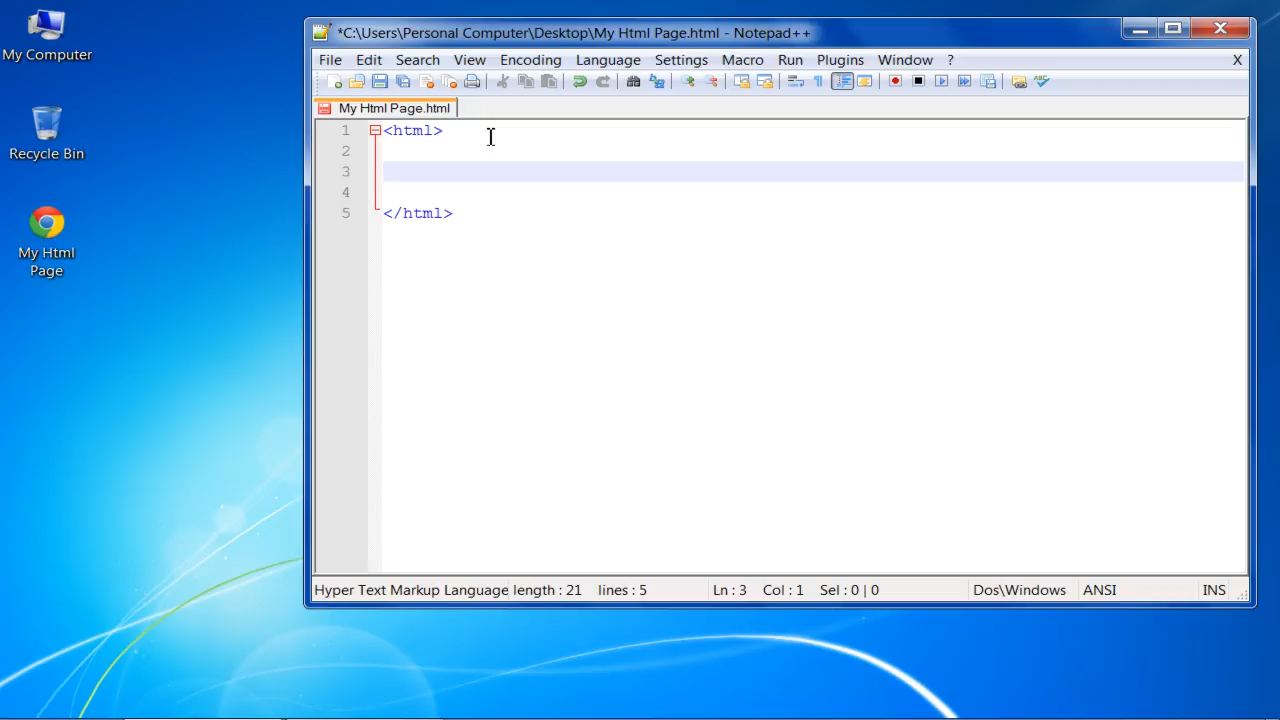 My Computer
Recycle Bin
My Html
Page
*C:\Users\Personal Computer\Desktop\My Html Page.html - Notepad++
File Edit Search View Encoding Language Settings Macro Run Plugins Window ? X
My Html Page.html
1 <html>
2
3
4
5 </html>
Hyper Text Markup Language length : 21 lines : 5 Ln : 3 Col : 1 Sel : 0 | 0 Dos\Windows ANSI INS